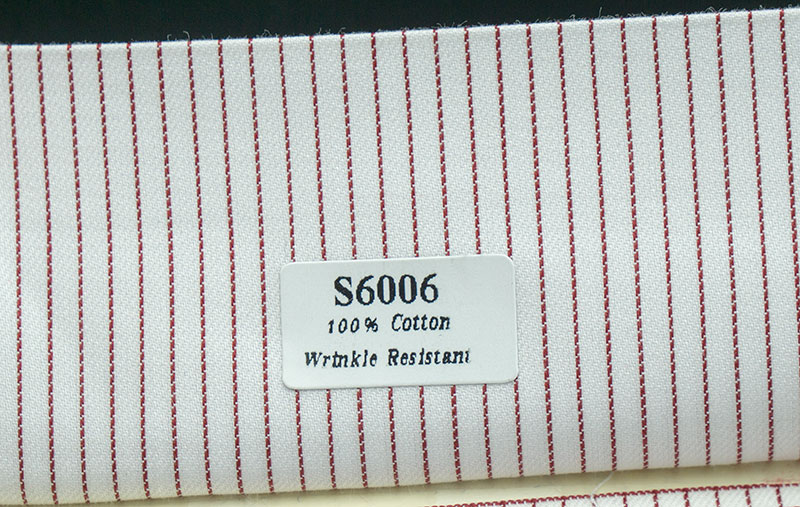 S6006
100% Cotton
Wrinkle Resistant